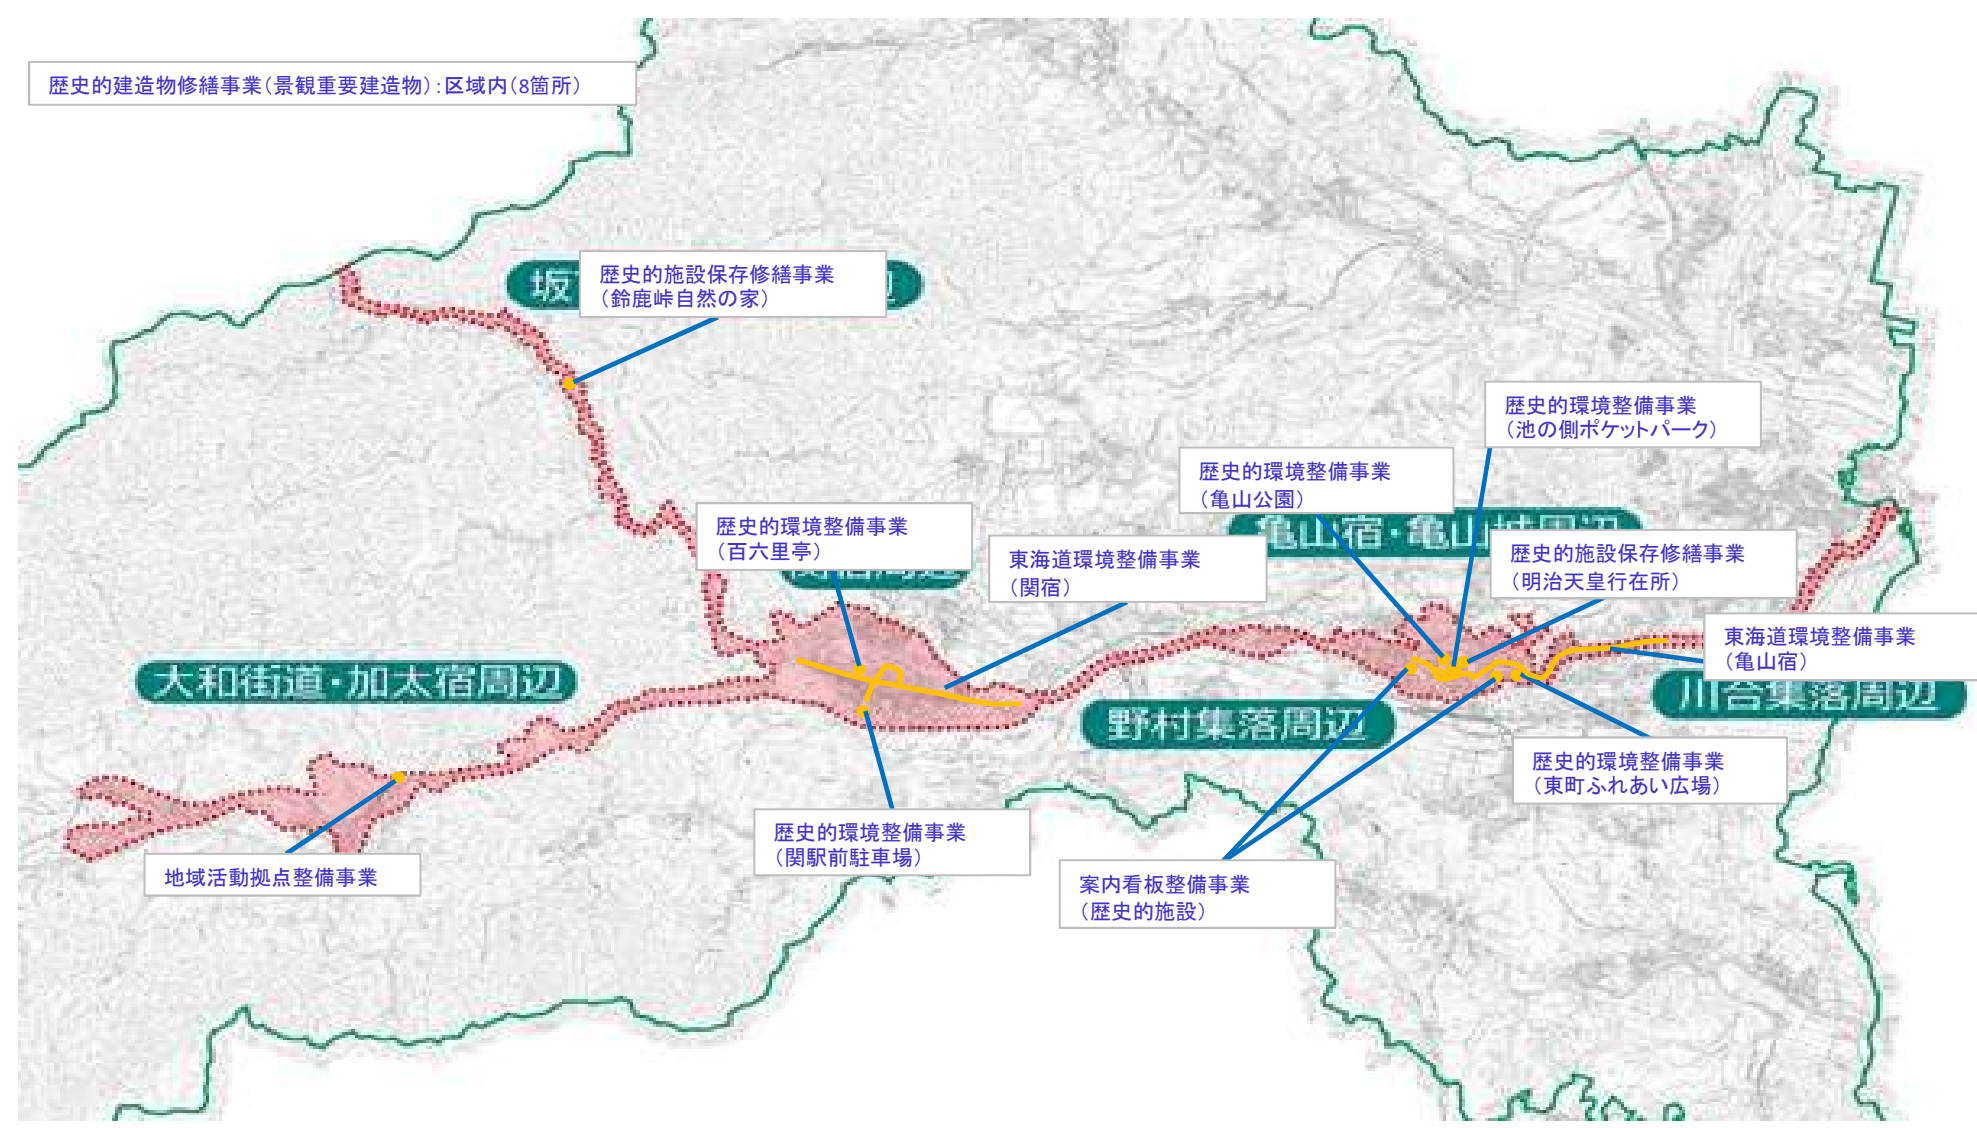 歴史的建造物修繕事業(景観重要建造物):区域内(8箇所)
坂
歴史的施設保存修繕事業
(鈴鹿峠自然の家)
歴史的環境整備事業
(池の側ポケットパーク)
歴史的環境整備事業
(亀山公園)
亀山宿・亀山城周辺
歴史的環境整備事業
(百六里亭)
東海道環境整備事業
(関宿)
歴史的施設保存修繕事業
(明治天皇行在所)
東海道環境整備事業
(亀山宿)
大和街道・加太宿周辺
川合集落周辺
野村集落周辺
歴史的環境整備事業
(東町ふれあい広場)
歴史的環境整備事業
(関駅前駐車場)
地域活動拠点整備事業
案内看板整備事業
(歴史的施設)